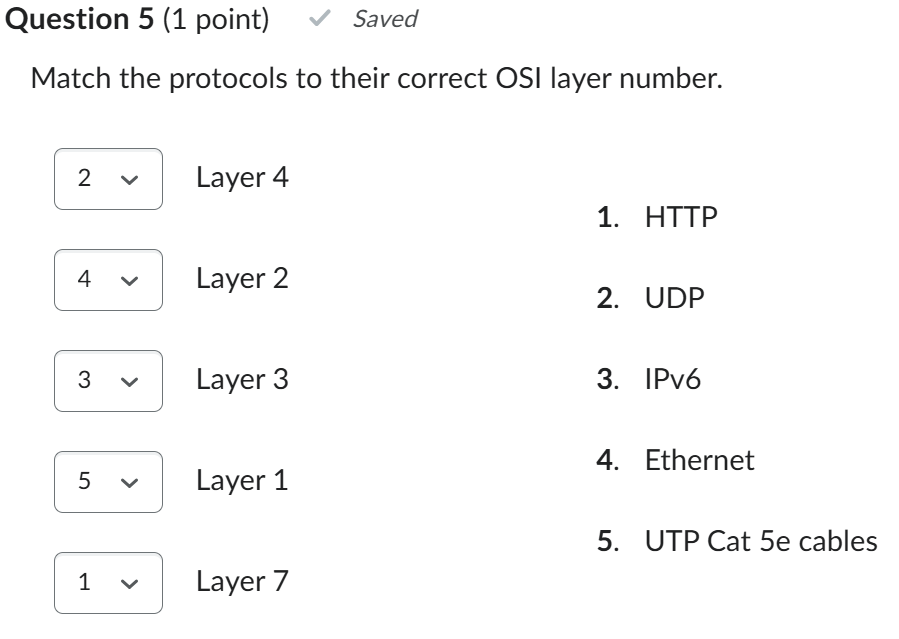 Question 5 (1 point) ✓ Saved
Match the protocols to their correct OSI layer number.
2 Layer 4
4 Layer 2
3 Layer 3
5 Layer 1
1 Layer 7
1. HTTP
2. UDP
3. IPv6
4. Ethernet
5. UTP Cat 5e cables